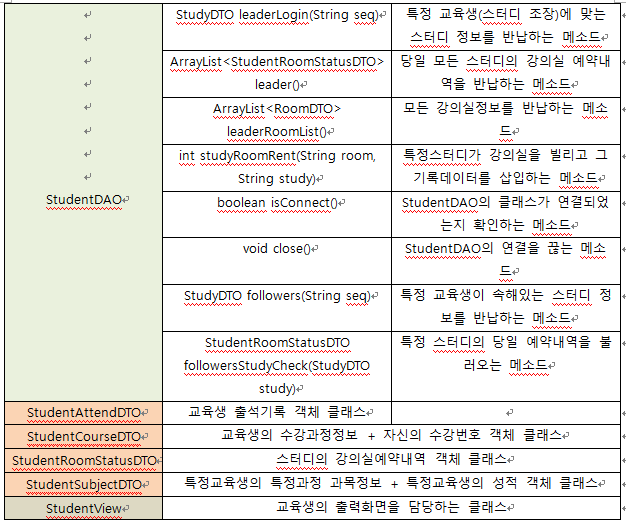 StudentDAO
StudyDTO leaderLogin(String seq)
특정 교육생(스터디 조장)에 맞는
스터디 정보를 반납하는 메소드
ArrayList<StudentRoomStatusDTO>
leader()
당일 모든 스터디의 강의실 예약내
역을 반납하는 메소드
ArrayList<RoomDTO>
leaderRoomList()
모든 강의실정보를 반납하는 메소
드
int studyRoomRent(String room,
String study)
특정스터디가 강의실을 빌리고 그
기록데이터를 삽입하는 메소드
boolean isConnect()
StudentDAO의 클래스가 연결되었
는지 확인하는 메소드
void close()
StudentDAO의 연결을 끊는 메소
드
StudyDTO followers(String seq)
특정 교육생이 속해있는 스터디 정
보를 반납하는 메소드
StudentRoomStatusDTO
followersStudyCheck(StudyDTO
study)
특정 스터디의 당일 예약내역을 불
러오는 메소드
StudentAttendDTO
교육생 출석기록 객체 클래스
StudentCourseDTO
교육생의 수강과정정보 + 자신의 수강번호 객체 클래스
StudentRoomStatusDTO
스터디의 강의실예약내역 객체 클래스
StudentSubjectDTO
특정교육생의 특정과정 과목정보 + 특정교육생의 성적 객체 클래스
StudentView
교육생의 출력화면을 담당하는 클래스